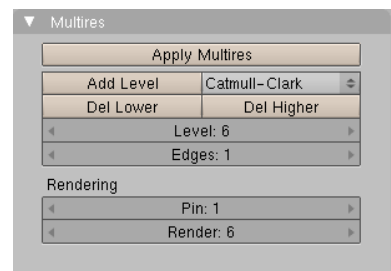 Multires
Apply Multires
Add Level Catmull-Clark
Del Lower Del Higher
Level: 6
Edges: 1
Rendering
Pin: 1
Render: 6